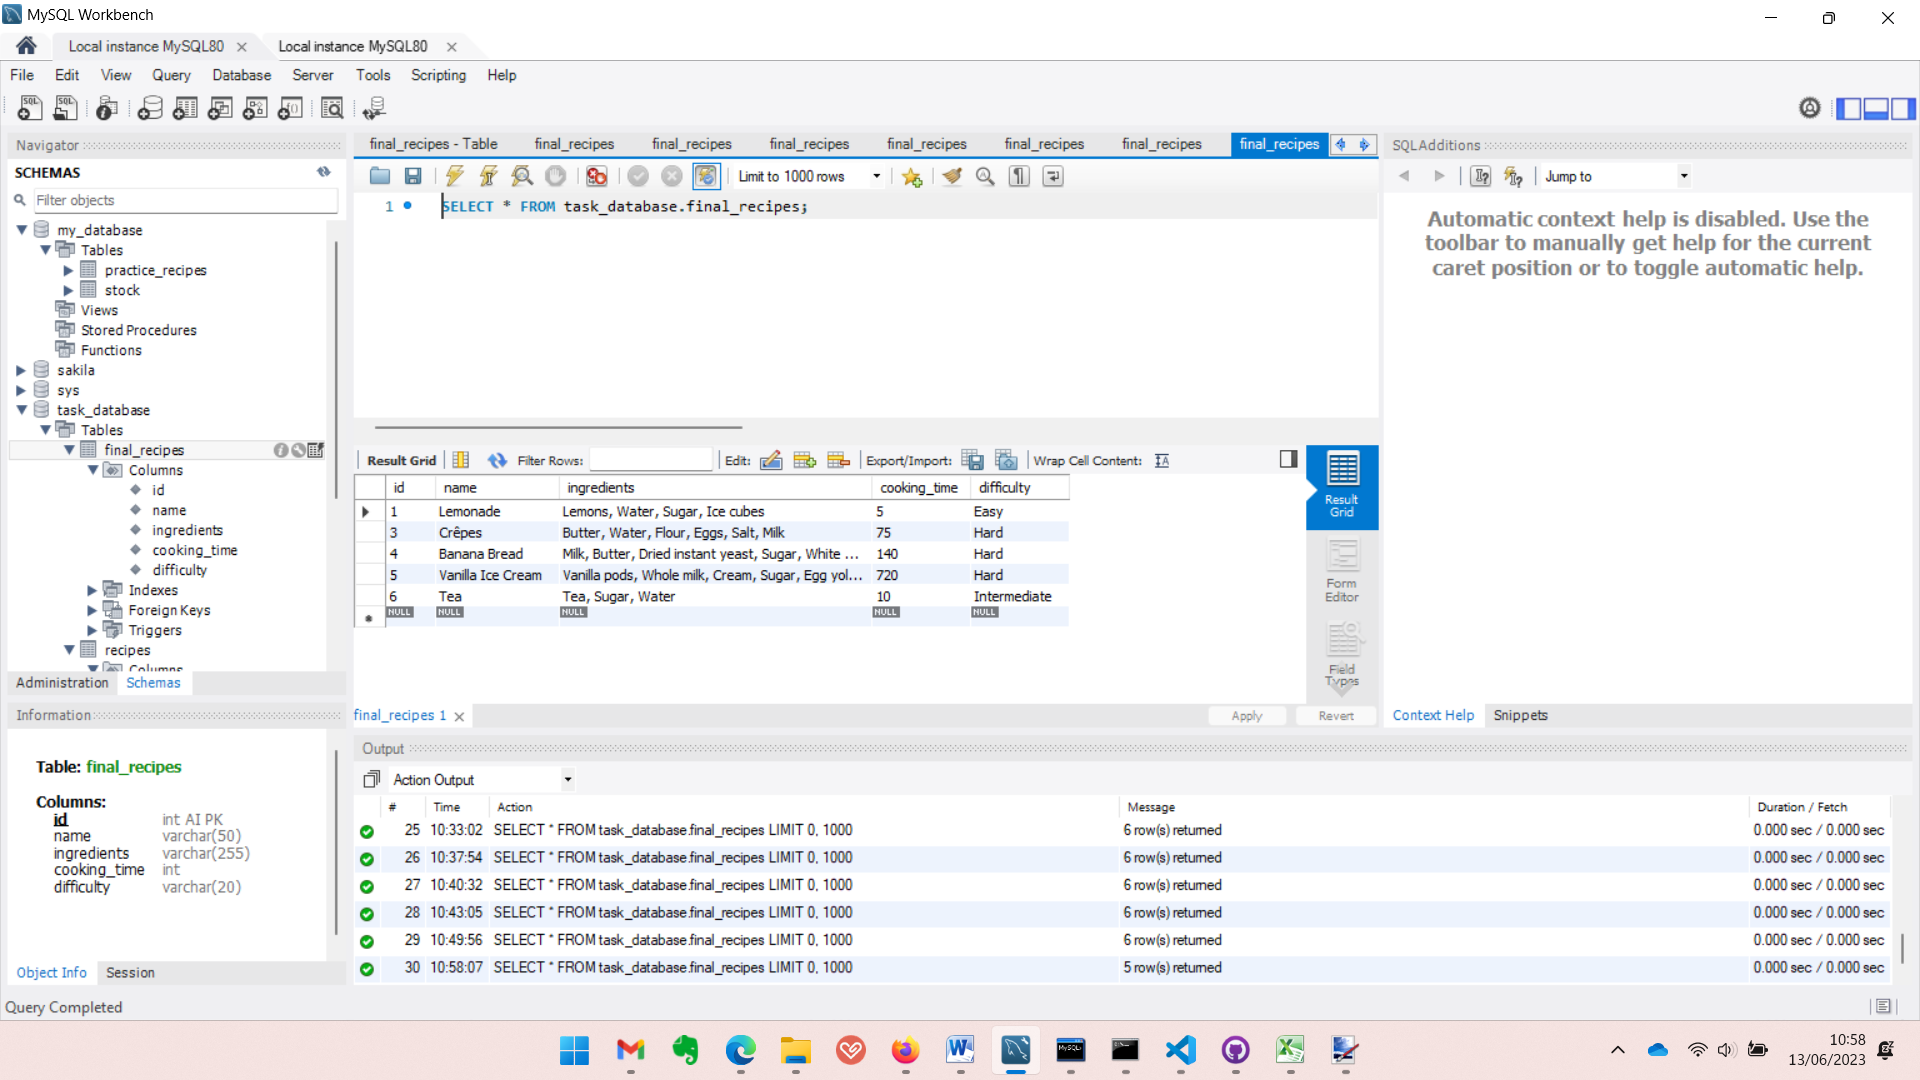 MySQL Workbench
Local instance MySQL80
Local instance MySQL80
File Edit View Query Database Server Tools Scripting Help
Navigator
SCHEMAS
Filter objects
my_database
Tables
practice_recipes
stock
Views
Stored Procedures
Functions
sakila
sys
task_database
Tables
final_recipes
Columns
id
name
ingredients
cooking_time
difficulty
Indexes
Foreign Keys
Triggers
recipes
Columns
Administration Schemas
Information
Table: final_recipes
Columns:
id int AI PK
name varchar(50)
ingredients varchar(255)
cooking_time int
difficulty varchar(20)
Object Info Session
Query Completed
final_recipes - Table final_recipes final_recipes final_recipes final_recipes final_recipes final_recipes final_recipes
Limit to 1000 rows
1 SELECT * FROM task_database.final_recipes;
Result Grid Filter Rows: Edit: Export/Import: Wrap Cell Content:
id name ingredients cooking_time difficulty
1 Lemonade Lemons, Water, Sugar, Ice cubes 5 Easy
3 Crêpes Butter, Water, Flour, Eggs, Salt, Milk 75 Hard
4 Banana Bread Milk, Butter, Dried instant yeast, Sugar, White ... 140 Hard
5 Vanilla Ice Cream Vanilla pods, Whole milk, Cream, Sugar, Egg yol... 720 Hard
6 Tea Tea, Sugar, Water 10 Intermediate
NULL NULL NULL NULL NULL
Result
Grid
Form
Editor
Field
Types
final_recipes 1
Apply Revert
SQLAdditions
Jump to
Automatic context help is disabled. Use the
toolbar to manually get help for the current
caret position or to toggle automatic help.
Context Help Snippets
Output
Action Output
# Time Action Message Duration / Fetch
25 10:33:02 SELECT * FROM task_database.final_recipes LIMIT 0, 1000 6 row(s) returned 0.000 sec / 0.000 sec
26 10:37:54 SELECT * FROM task_database.final_recipes LIMIT 0, 1000 6 row(s) returned 0.000 sec / 0.000 sec
27 10:40:32 SELECT * FROM task_database.final_recipes LIMIT 0, 1000 6 row(s) returned 0.000 sec / 0.000 sec
28 10:43:05 SELECT * FROM task_database.final_recipes LIMIT 0, 1000 6 row(s) returned 0.000 sec / 0.000 sec
29 10:49:56 SELECT * FROM task_database.final_recipes LIMIT 0, 1000 6 row(s) returned 0.000 sec / 0.000 sec
30 10:58:07 SELECT * FROM task_database.final_recipes LIMIT 0, 1000 5 row(s) returned 0.000 sec / 0.000 sec
10:58
13/06/2023